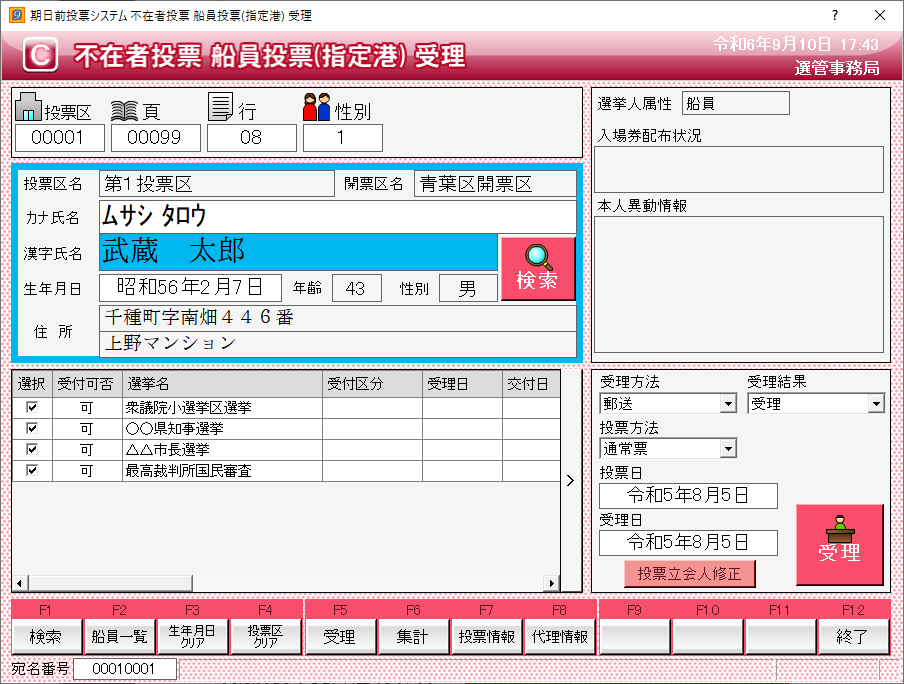 期日前投票システム 不在者投票 船員投票(指定港) 受理
C 不在者投票 船員投票(指定港) 受理
令和6年9月10日 17:43
選管事務局
投票区 頁 行 性別
00001 00099 08 1
選挙人属性 船員
入場券配布状況
本人異動情報
投票区名 第1投票区 開票区名 青葉区開票区
カナ氏名 ムサシ タロウ
漢字氏名 武蔵　太郎
検索
生年月日 昭和56年2月7日 年齢 43 性別 男
住所 千種町字南畑４４６番
上野マンション
選択 受付可否 選挙名 受付区分 受理日 交付日
可 衆議院小選挙区選挙
可 〇〇県知事選挙
可 △△市長選挙
可 最高裁判所国民審査
受理方法 受理結果
郵送 受理
投票方法
通常票
投票日
令和5年8月5日
受理日
令和5年8月5日
受理
投票立会人修正
F1 F2 F3 F4 F5 F6 F7 F8 F9 F10 F11 F12
検索 船員一覧 生年月日クリア 投票区クリア 受理 集計 投票情報 代理情報 終了
宛名番号 00010001